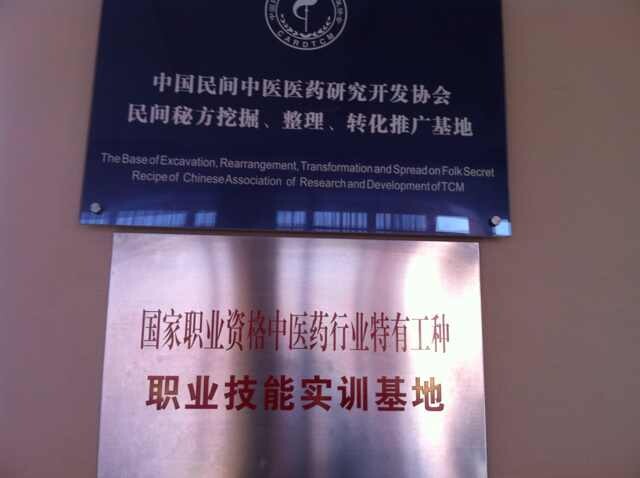 CARDTCM
中国民间中医医药研究开发协会
民间秘方挖掘、整理、转化推广基地
The Base of Excavation, Rearrangement, Transformation and Spread on Folk Secret
Recipe of Chinese Association of Research and Development of TCM
国家职业资格中医药行业特有工种
职业技能实训基地